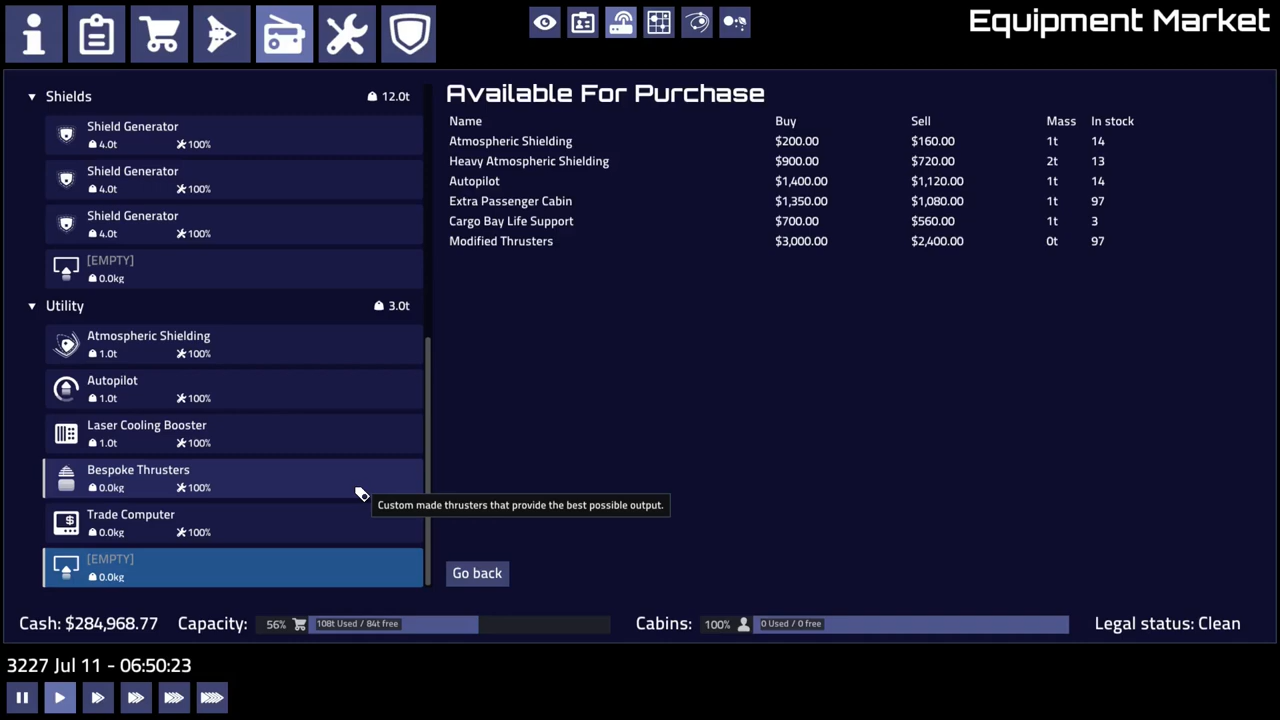 Equipment Market
Shields 12.0t
Shield Generator
4.0t 100%
Shield Generator
4.0t 100%
Shield Generator
4.0t 100%
[EMPTY]
0.0kg
Utility 3.0t
Atmospheric Shielding
1.0t 100%
Autopilot
1.0t 100%
Laser Cooling Booster
1.0t 100%
Bespoke Thrusters
0.0kg 100%
Custom made thrusters that provide the best possible output.
Trade Computer
0.0kg 100%
[EMPTY]
0.0kg
Available For Purchase
Name Buy Sell Mass In stock
Atmospheric Shielding $200.00 $160.00 1t 14
Heavy Atmospheric Shielding $900.00 $720.00 2t 13
Autopilot $1,400.00 $1,120.00 1t 14
Extra Passenger Cabin $1,350.00 $1,080.00 1t 97
Cargo Bay Life Support $700.00 $560.00 1t 3
Modified Thrusters $3,000.00 $2,400.00 0t 97
Go back
Cash: $284,968.77 Capacity: 56% 108t Used / 84t free Cabins: 100% 0 Used / 0 free Legal status: Clean
3227 Jul 11 - 06:50:23